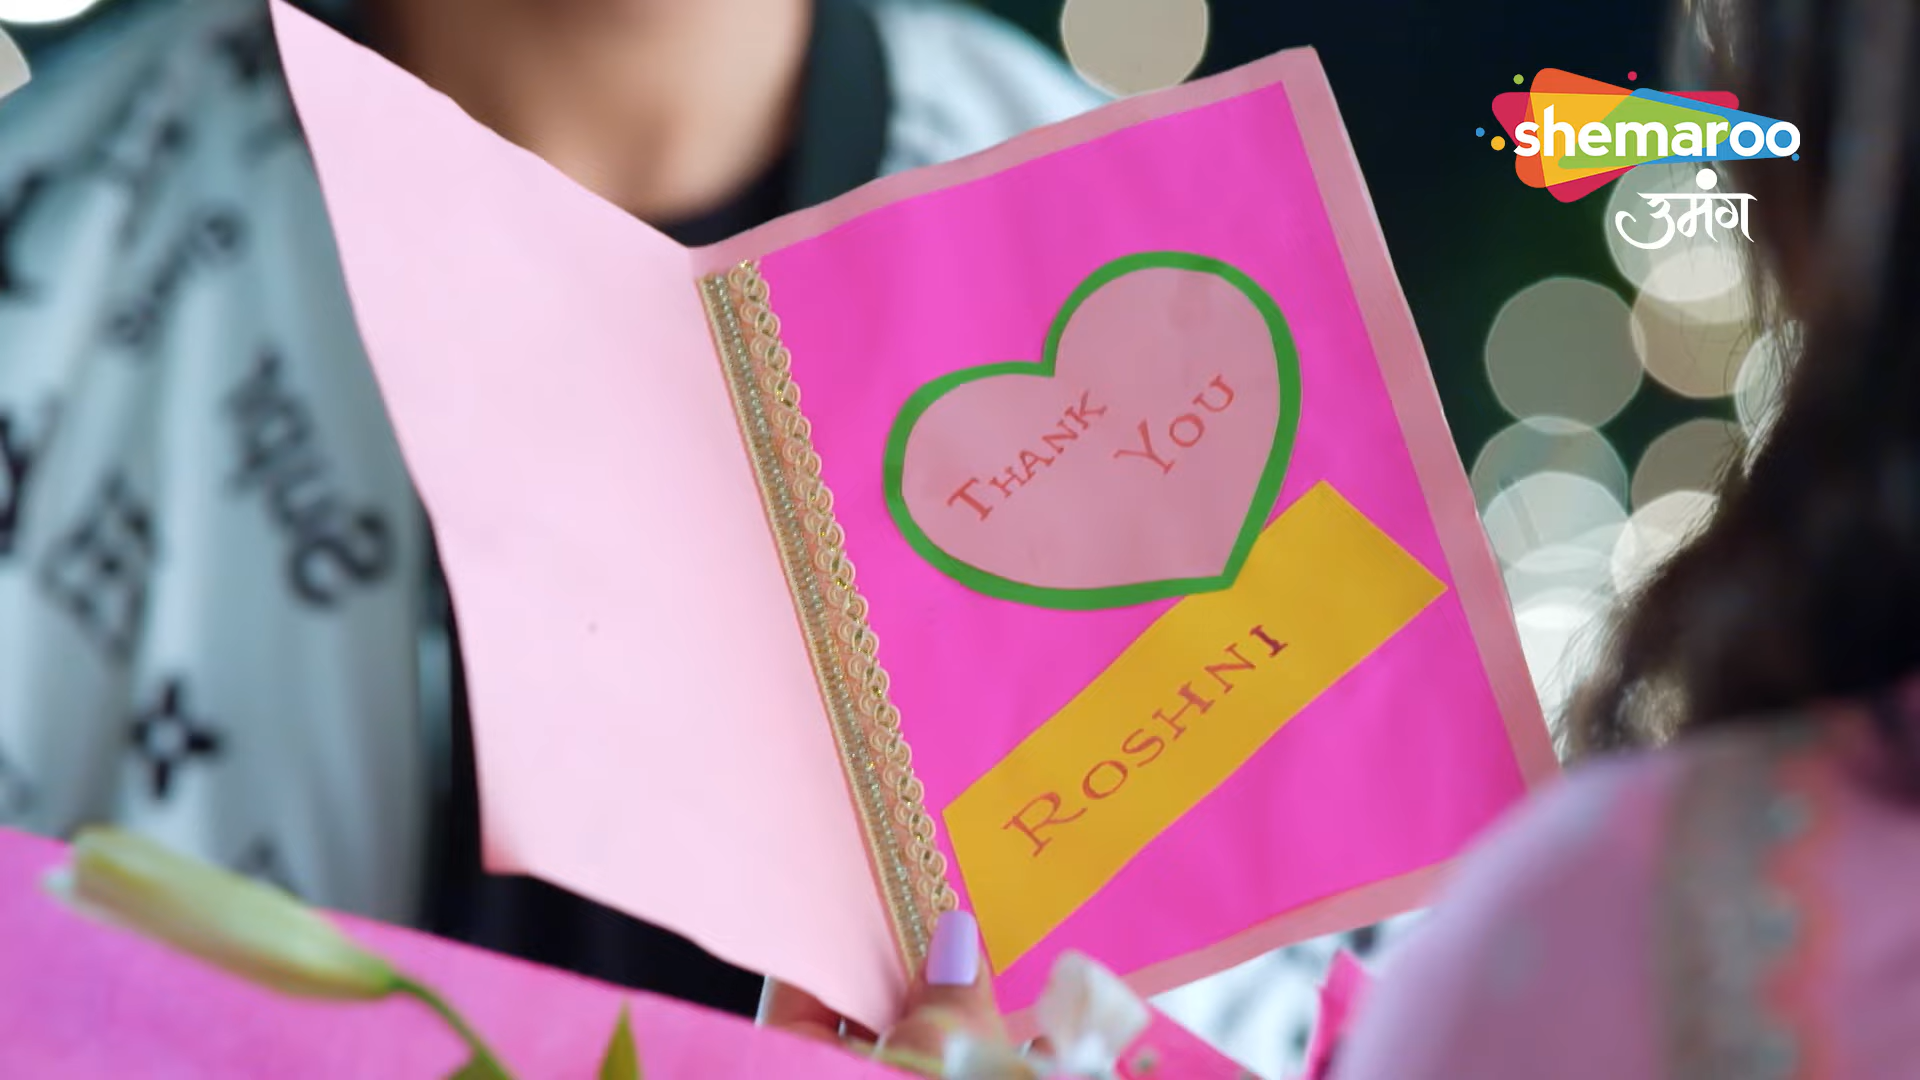 shemaroo
उमंग
THANK
YOU
ROSHNI